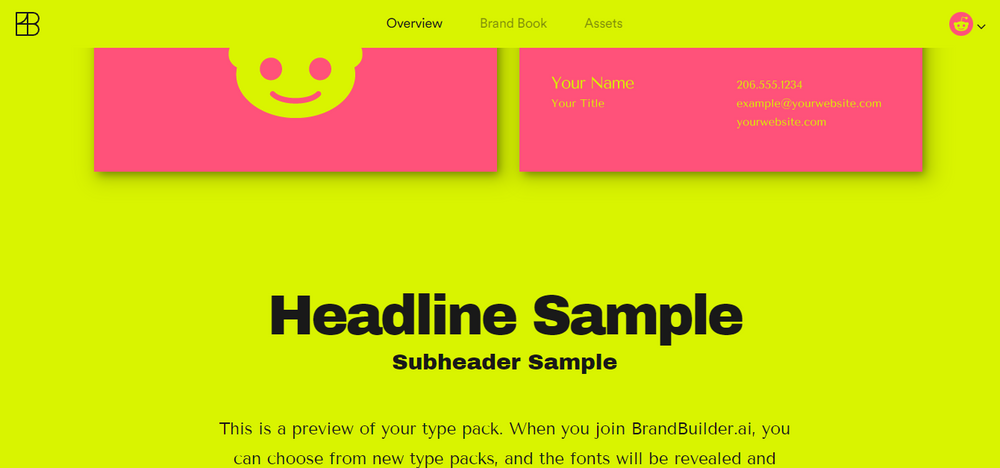 Overview Brand Book Assets
Your Name
Your Title
206.555.1234
example@yourwebsite.com
yourwebsite.com
Headline Sample
Subheader Sample
This is a preview of your type pack. When you join BrandBuilder.ai, you
can choose from new type packs, and the fonts will be revealed and